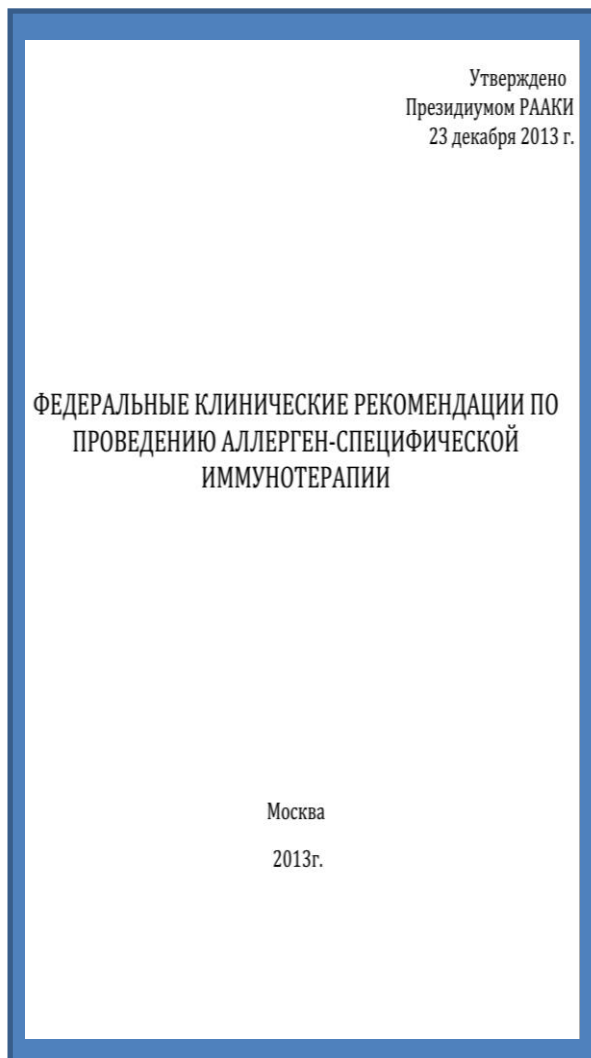 Утверждено
Президиумом РААКИ
23 декабря 2013 г.
ФЕДЕРАЛЬНЫЕ КЛИНИЧЕСКИЕ РЕКОМЕНДАЦИИ ПО
ПРОВЕДЕНИЮ АЛЛЕРГЕН-СПЕЦИФИЧЕСКОЙ
ИММУНОТЕРАПИИ
Москва
2013г.